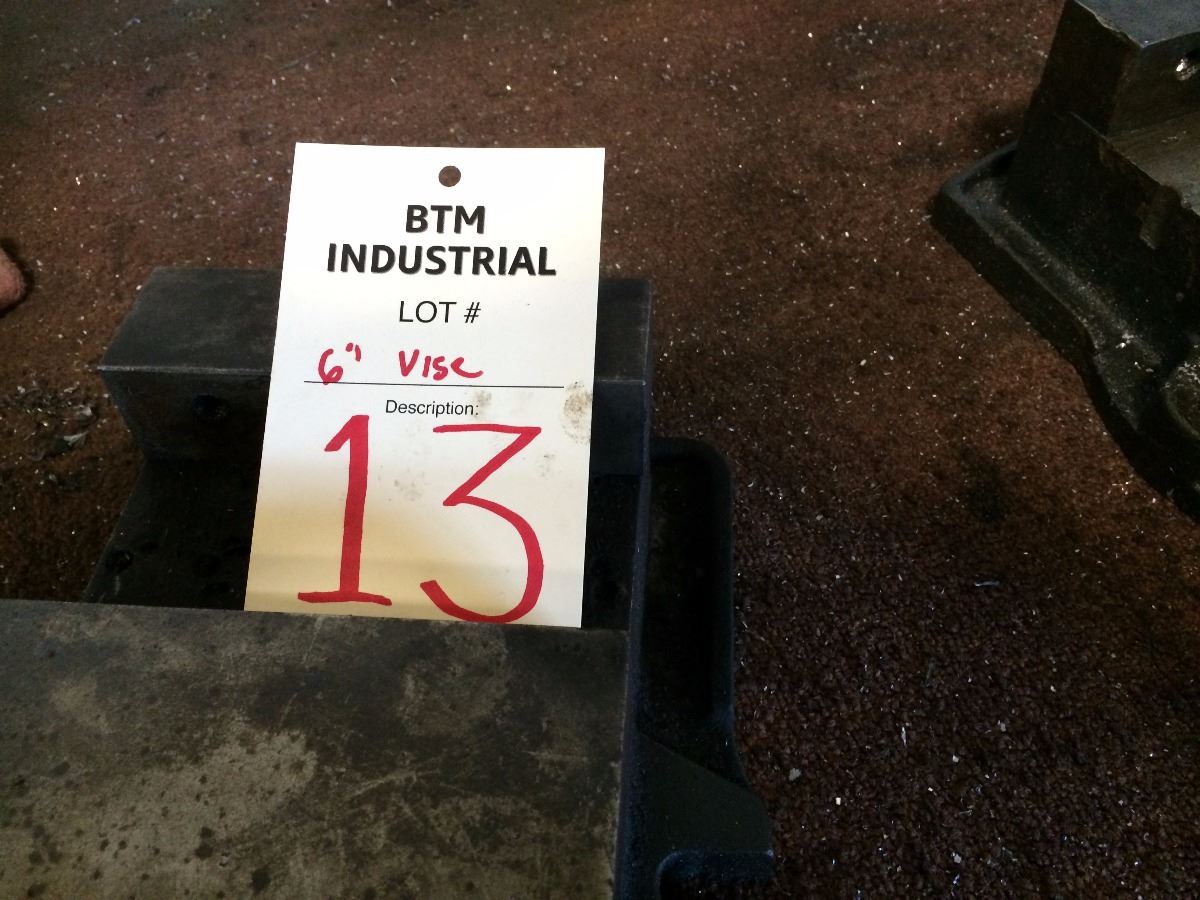 BTM
INDUSTRIAL
LOT #
6" Vise
Description:
13